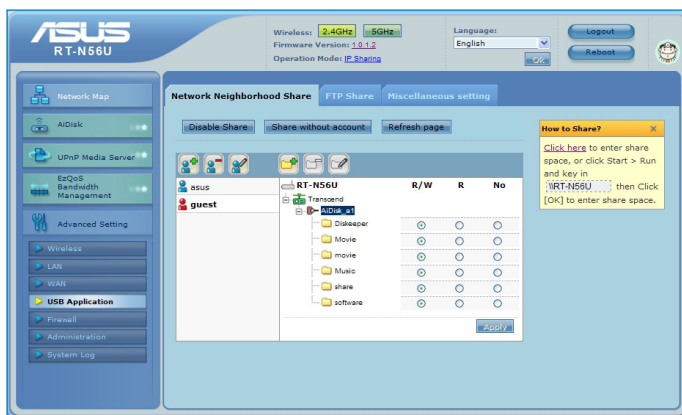 ASUS
RT-N56U
Wireless: 2.4GHz 5GHz
Firmware Version: 1.0.1.2
Operation Mode: IP Sharing
Language:
English
Ok
Logout
Reboot
Network Map
AiDisk
UPnP Media Server
EzQoS
Bandwidth
Management
Advanced Setting
Wireless
LAN
WAN
USB Application
Firewall
Administration
System Log
Network Neighborhood Share FTP Share Miscellaneous setting
Disable Share Share without account Refresh page
asus
guest
RT-N56U R/W R No
Transcend
AiDisk_a1
Diskeeper
Movie
movie
Music
share
software
Apply
How to Share? X
Click here to enter share
space, or click Start > Run
and key in
\\RT-N56U then Click
[OK] to enter share space.